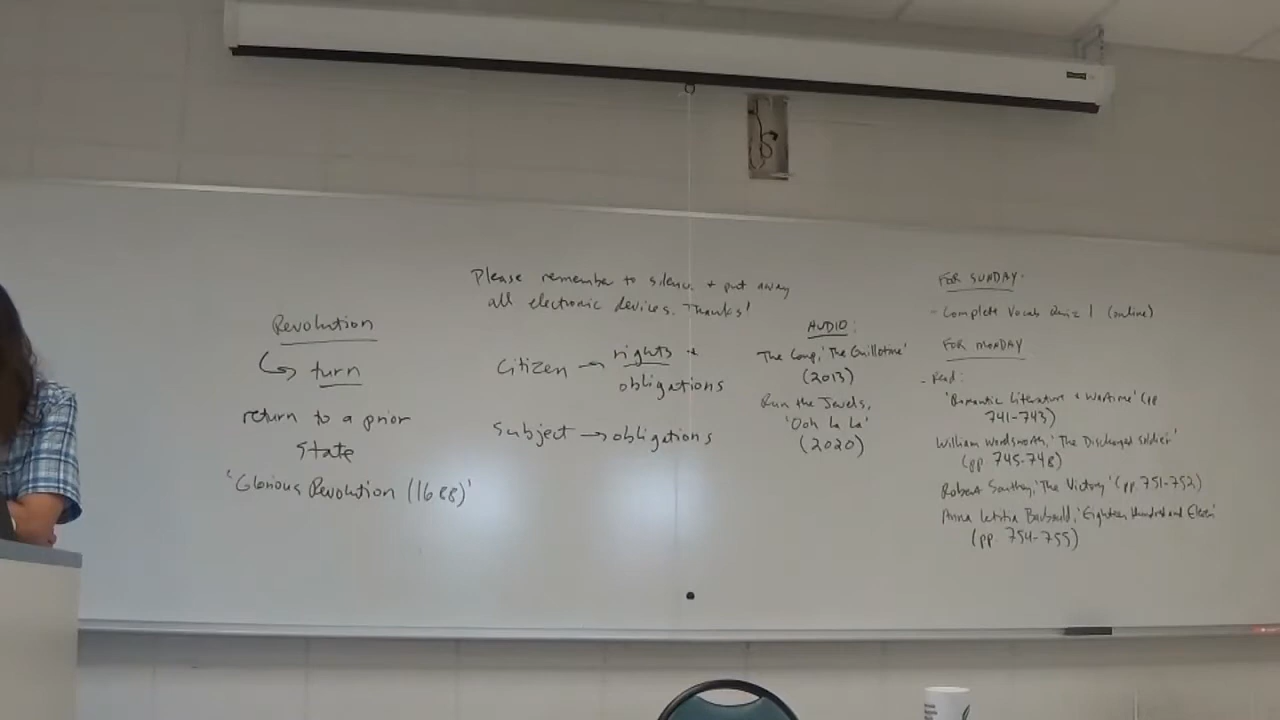 Please remember to silence + put away
all electronic devices. Thanks!
Revolution
↳ turn
return to a prior
state
'Glorious Revolution (1688)'
Citizen → rights +
obligations
Subject → obligations
AUDIO:
The Coup, 'The Guillotine'
(2013)
Run the Jewels,
'Ooh La La'
(2020)
FOR SUNDAY:
- Complete Vocab Quiz 1 (online)
FOR MONDAY
- Read:
'Romantic Literature + Wartime' (pp
741-743)
William Wordsworth, 'The Discharged Soldier'
(pp 745-748)
Robert Southey, 'The Victory' (pp. 751-752)
Anna Letitia Barbauld, 'Eighteen Hundred and Eleven'
(pp. 754-755)